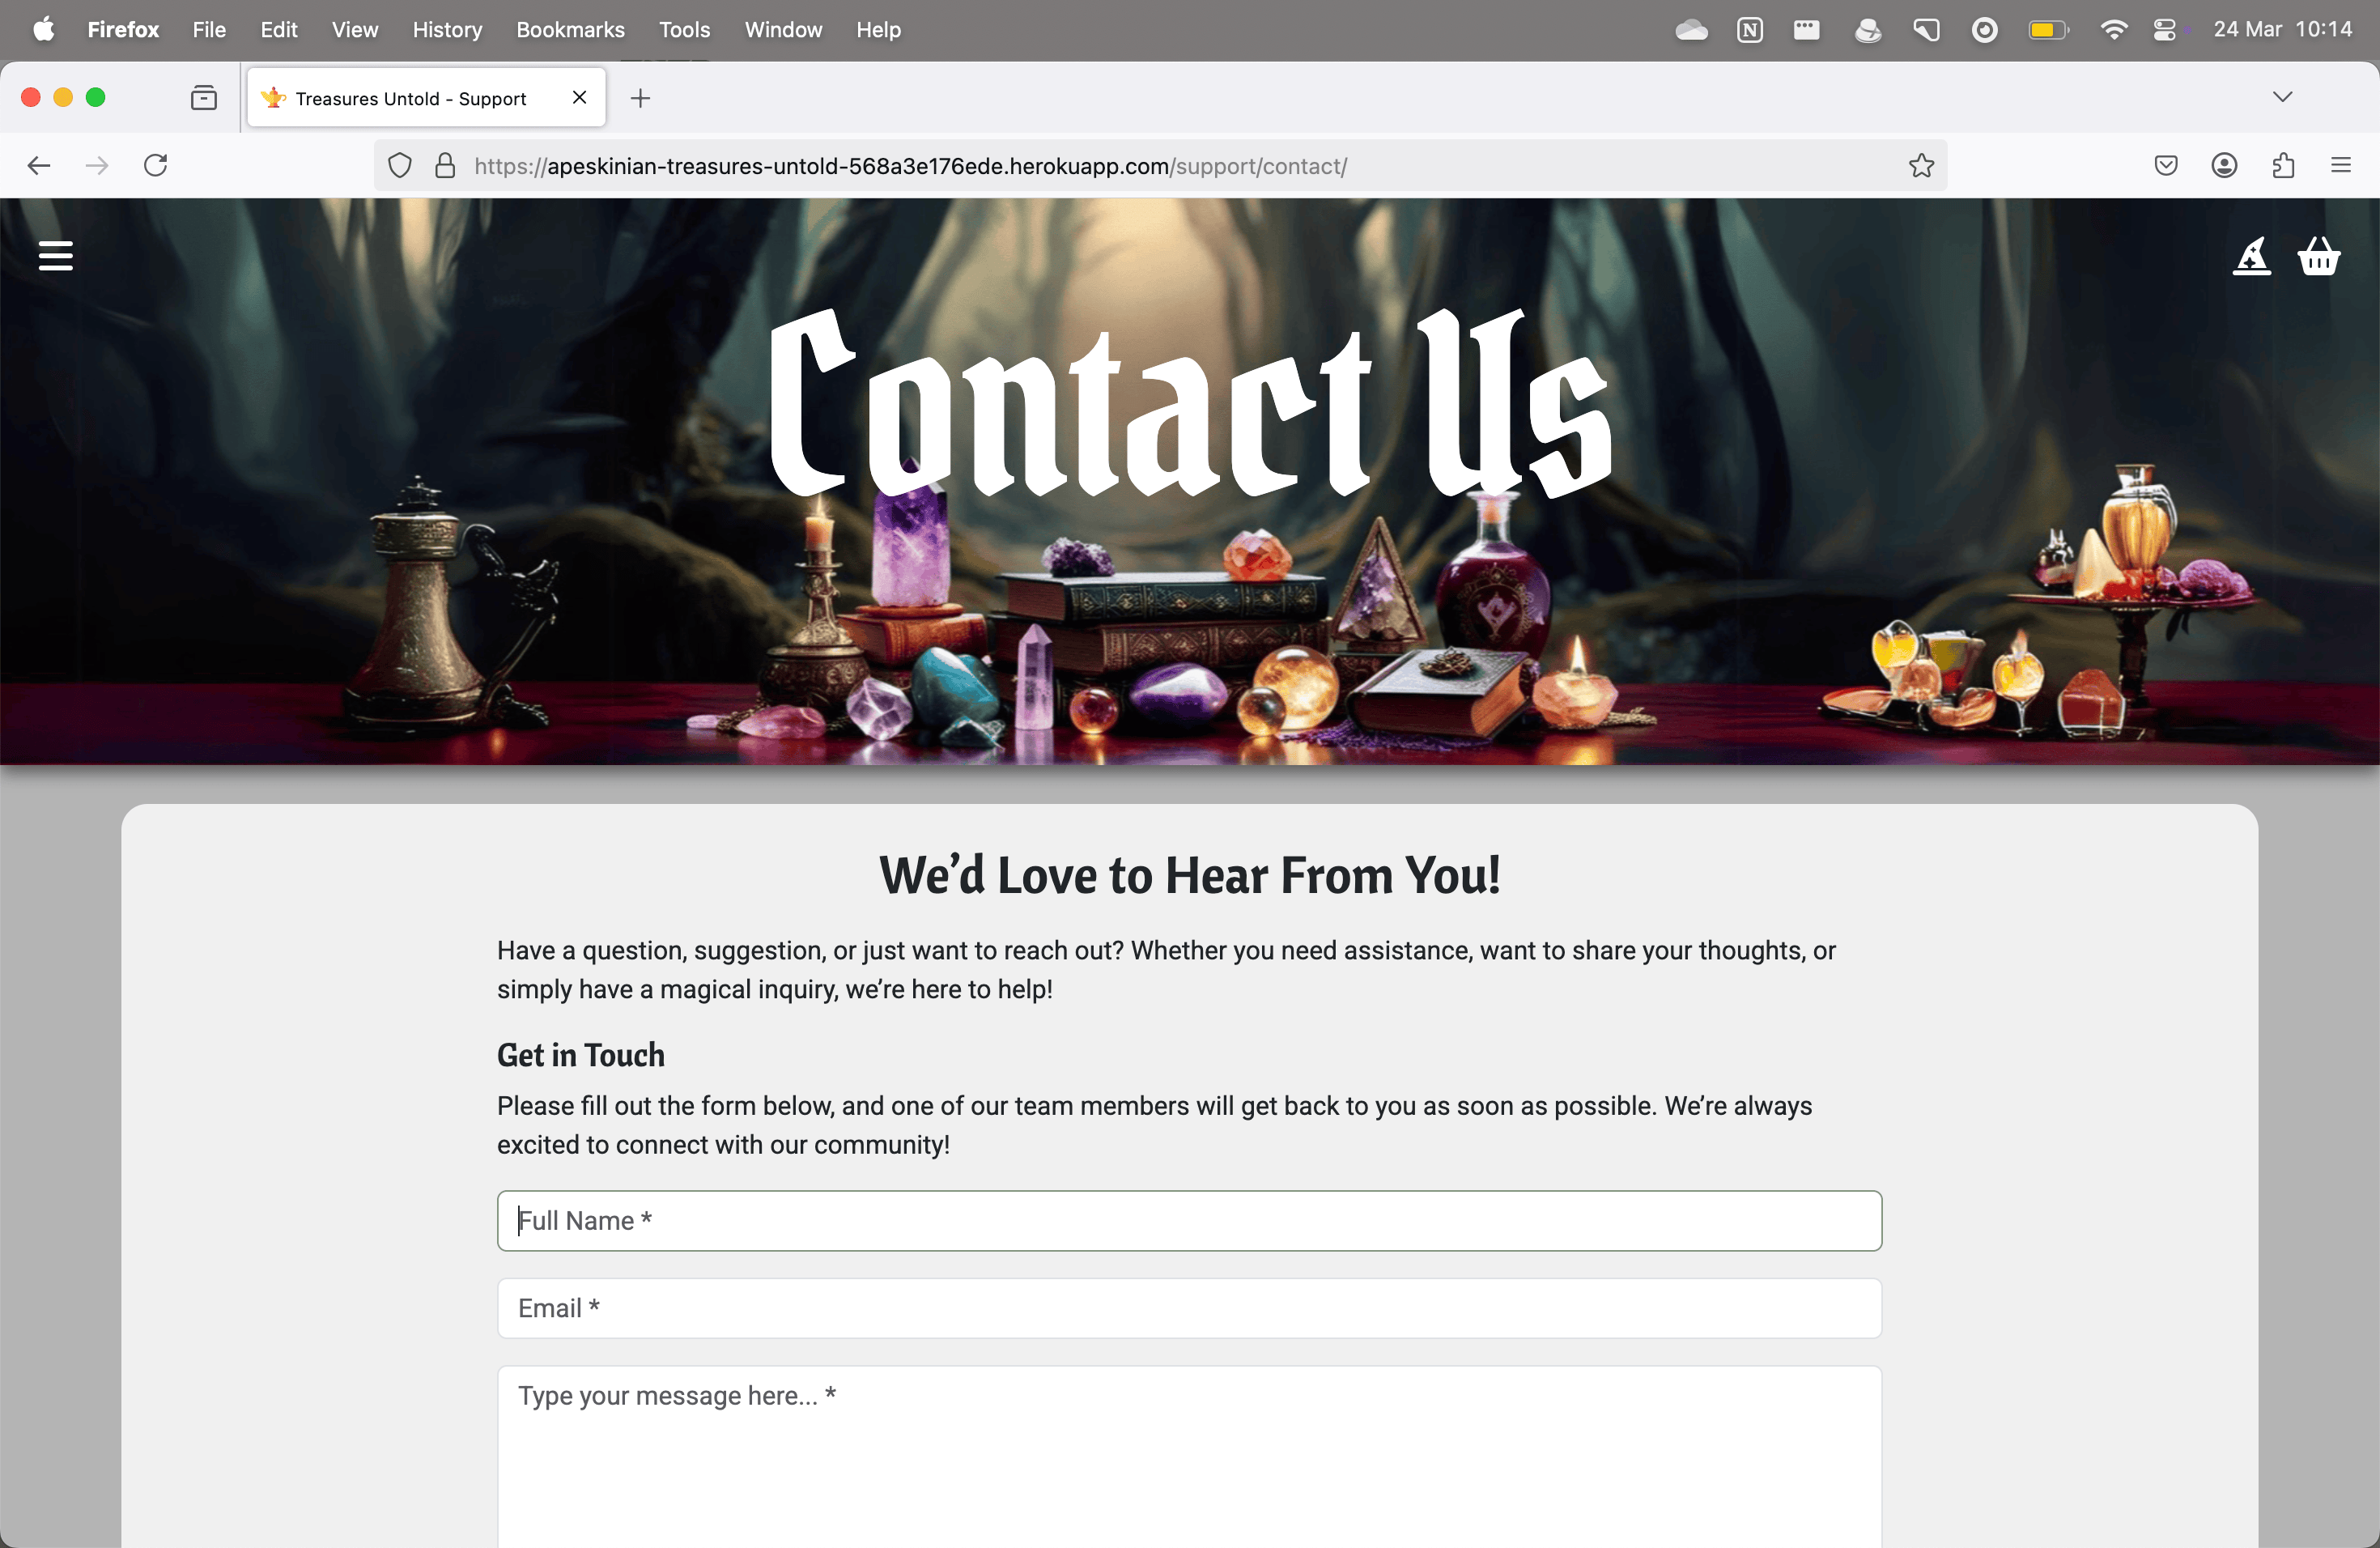 Firefox File Edit View History Bookmarks Tools Window Help 24 Mar 10:14
Treasures Untold - Support
https://apeskinian-treasures-untold-568a3e176ede.herokuapp.com/support/contact/
Contact Us
We’d Love to Hear From You!
Have a question, suggestion, or just want to reach out? Whether you need assistance, want to share your thoughts, or
simply have a magical inquiry, we’re here to help!
Get in Touch
Please fill out the form below, and one of our team members will get back to you as soon as possible. We’re always
excited to connect with our community!
Full Name *
Email *
Type your message here... *